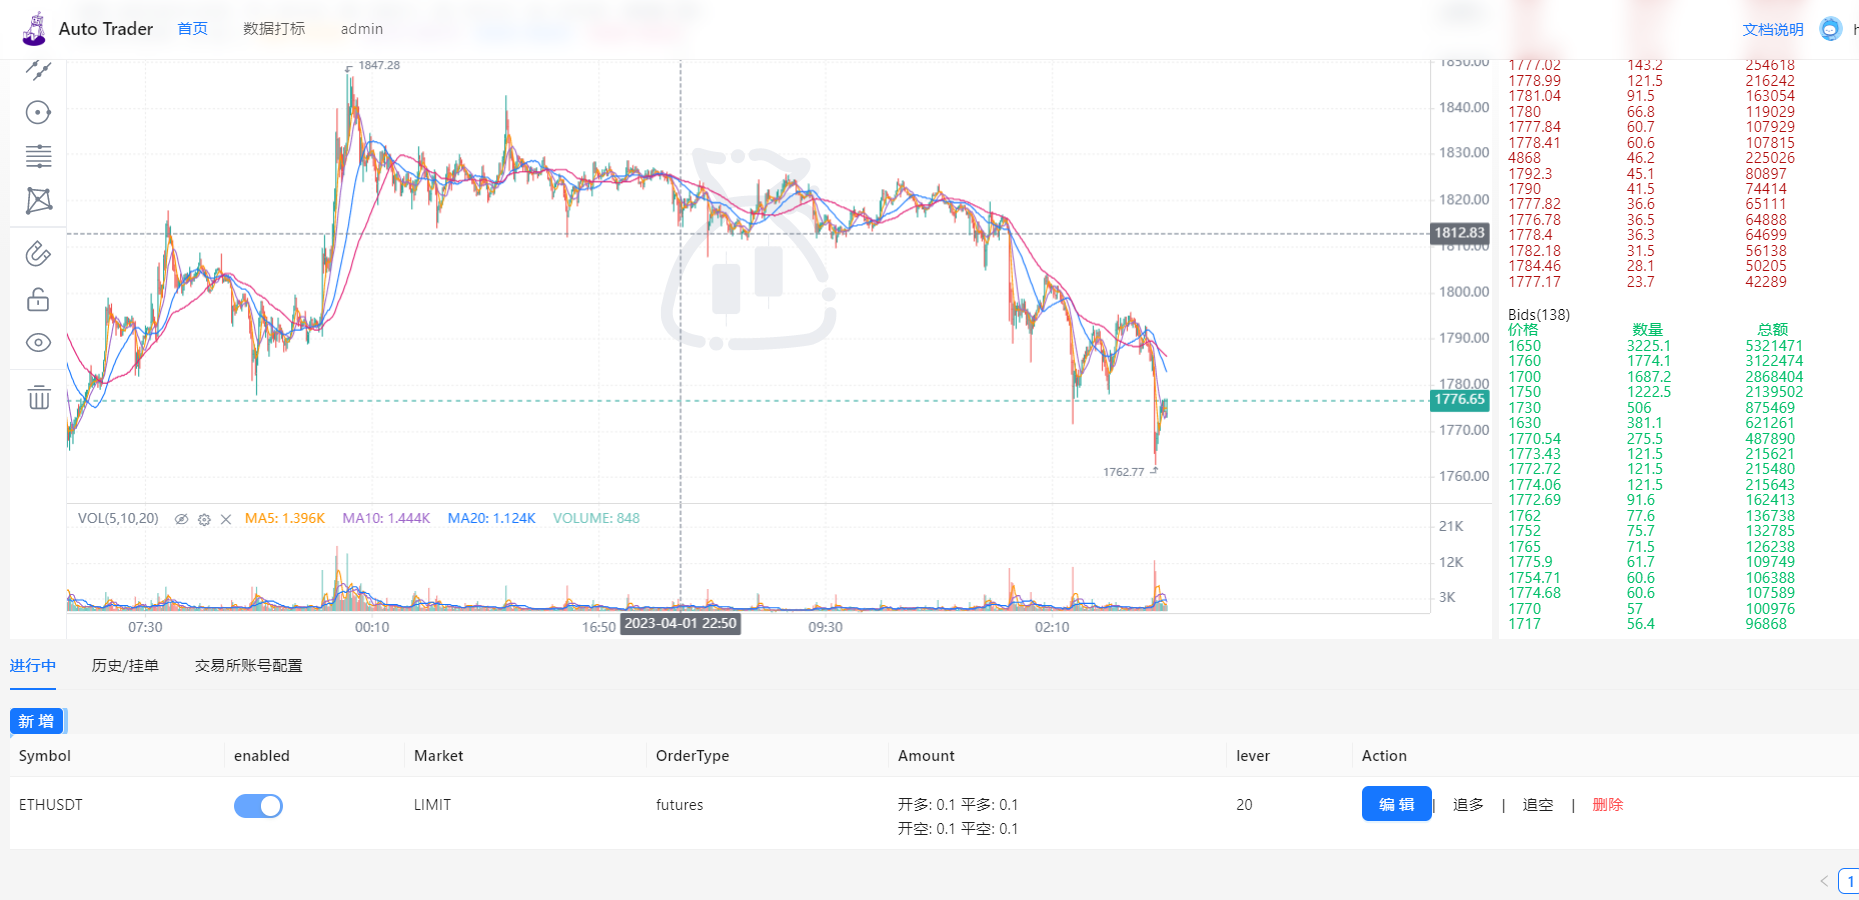 Auto Trader 首页 数据打标 admin 文档说明
1847.28
1850.00
1840.00
1830.00
1820.00
1812.83
1810.00
1800.00
1790.00
1780.00
1776.65
1770.00
1762.77
1760.00
VOL(5,10,20) MA5: 1.396K MA10: 1.444K MA20: 1.124K VOLUME: 848
21K
12K
3K
07:30 00:10 16:50 2023-04-01 22:50 09:30 02:10
1777.02 143.2 254618
1778.99 121.5 216242
1781.04 91.5 163054
1780 66.8 119029
1777.84 60.7 107929
1778.41 60.6 107815
4868 46.2 225026
1792.3 45.1 80897
1790 41.5 74414
1777.82 36.6 65111
1776.78 36.5 64888
1778.4 36.3 64699
1782.18 31.5 56138
1784.46 28.1 50205
1777.17 23.7 42289
Bids(138)
价格 数量 总额
1650 3225.1 5321471
1760 1774.1 3122474
1700 1687.2 2868404
1750 1222.5 2139502
1730 506 875469
1630 381.1 621261
1770.54 275.5 487890
1773.43 121.5 215621
1772.72 121.5 215480
1774.06 121.5 215643
1772.69 91.6 162413
1762 77.6 136738
1752 75.7 132785
1765 71.5 126238
1775.9 61.7 109749
1754.71 60.6 106388
1774.68 60.6 107589
1770 57 100976
1717 56.4 96868
进行中 历史/挂单 交易所账号配置
新 增
Symbol enabled Market OrderType Amount lever Action
ETHUSDT LIMIT futures 开多: 0.1 平多: 0.1 20 编 辑 | 追多 | 追空 | 删除
开空: 0.1 平空: 0.1
< 1